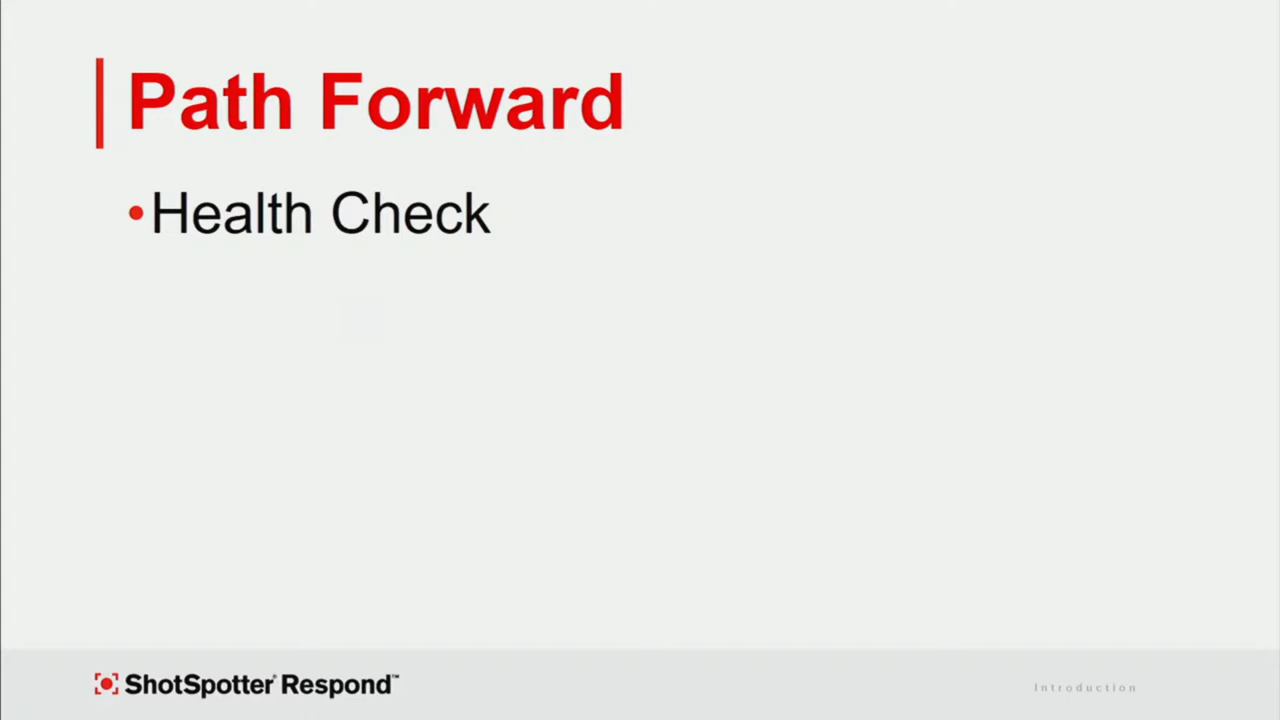 Path Forward
•Health Check
ShotSpotter® Respond™
Introduction